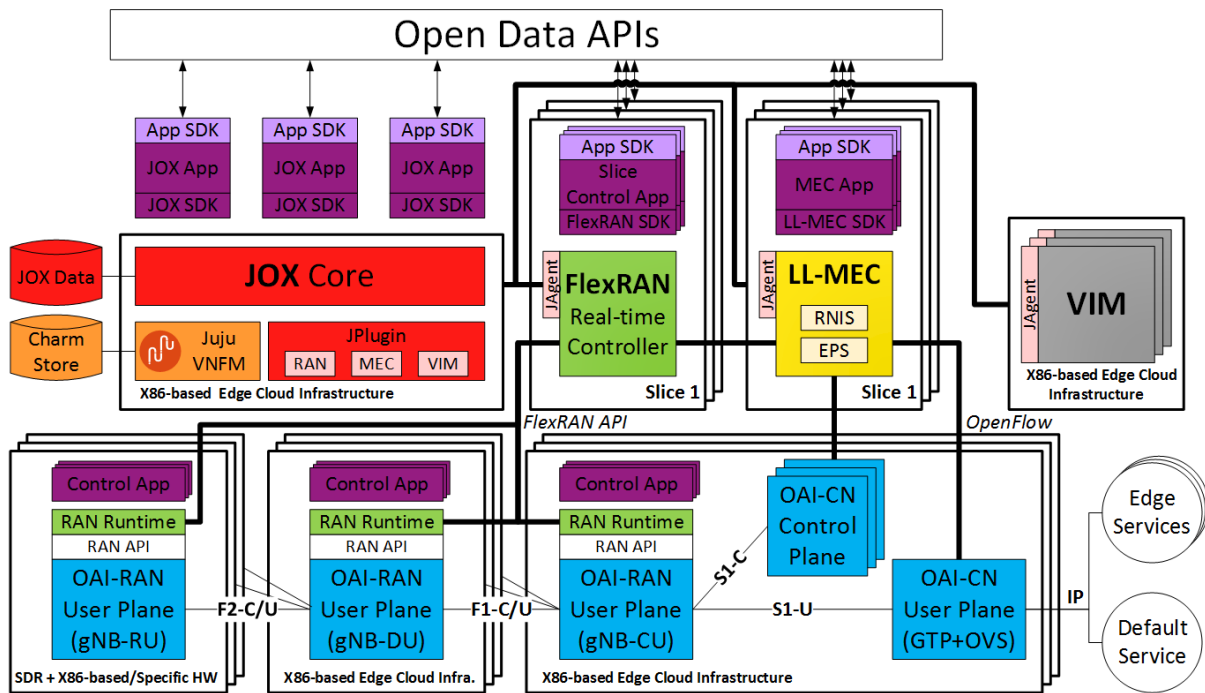 Open Data APIs
App SDK
JOX App
JOX SDK
App SDK
JOX App
JOX SDK
App SDK
JOX App
JOX SDK
App SDK
Slice
Control App
FlexRAN SDK
App SDK
MEC App
LL-MEC SDK
JOX Data
JOX Core
Charm
Store
Juju
VNFM
JPlugin
RAN
MEC
VIM
X86-based Edge Cloud Infrastructure
JAgent
FlexRAN
Real-time
Controller
Slice 1
JAgent
LL-MEC
RNIS
EPS
Slice 1
JAgent
VIM
X86-based Edge Cloud
Infrastructure
FlexRAN API
OpenFlow
Control App
RAN Runtime
RAN API
OAI-RAN
User Plane
(gNB-RU)
SDR + X86-based/Specific HW
F2-C/U
Control App
RAN Runtime
RAN API
OAI-RAN
User Plane
(gNB-DU)
X86-based Edge Cloud Infra.
F1-C/U
Control App
RAN Runtime
RAN API
OAI-RAN
User Plane
(gNB-CU)
X86-based Edge Cloud Infrastructure
S1-C
S1-U
OAI-CN
Control
Plane
OAI-CN
User Plane
(GTP+OVS)
IP
Edge
Services
Default
Service